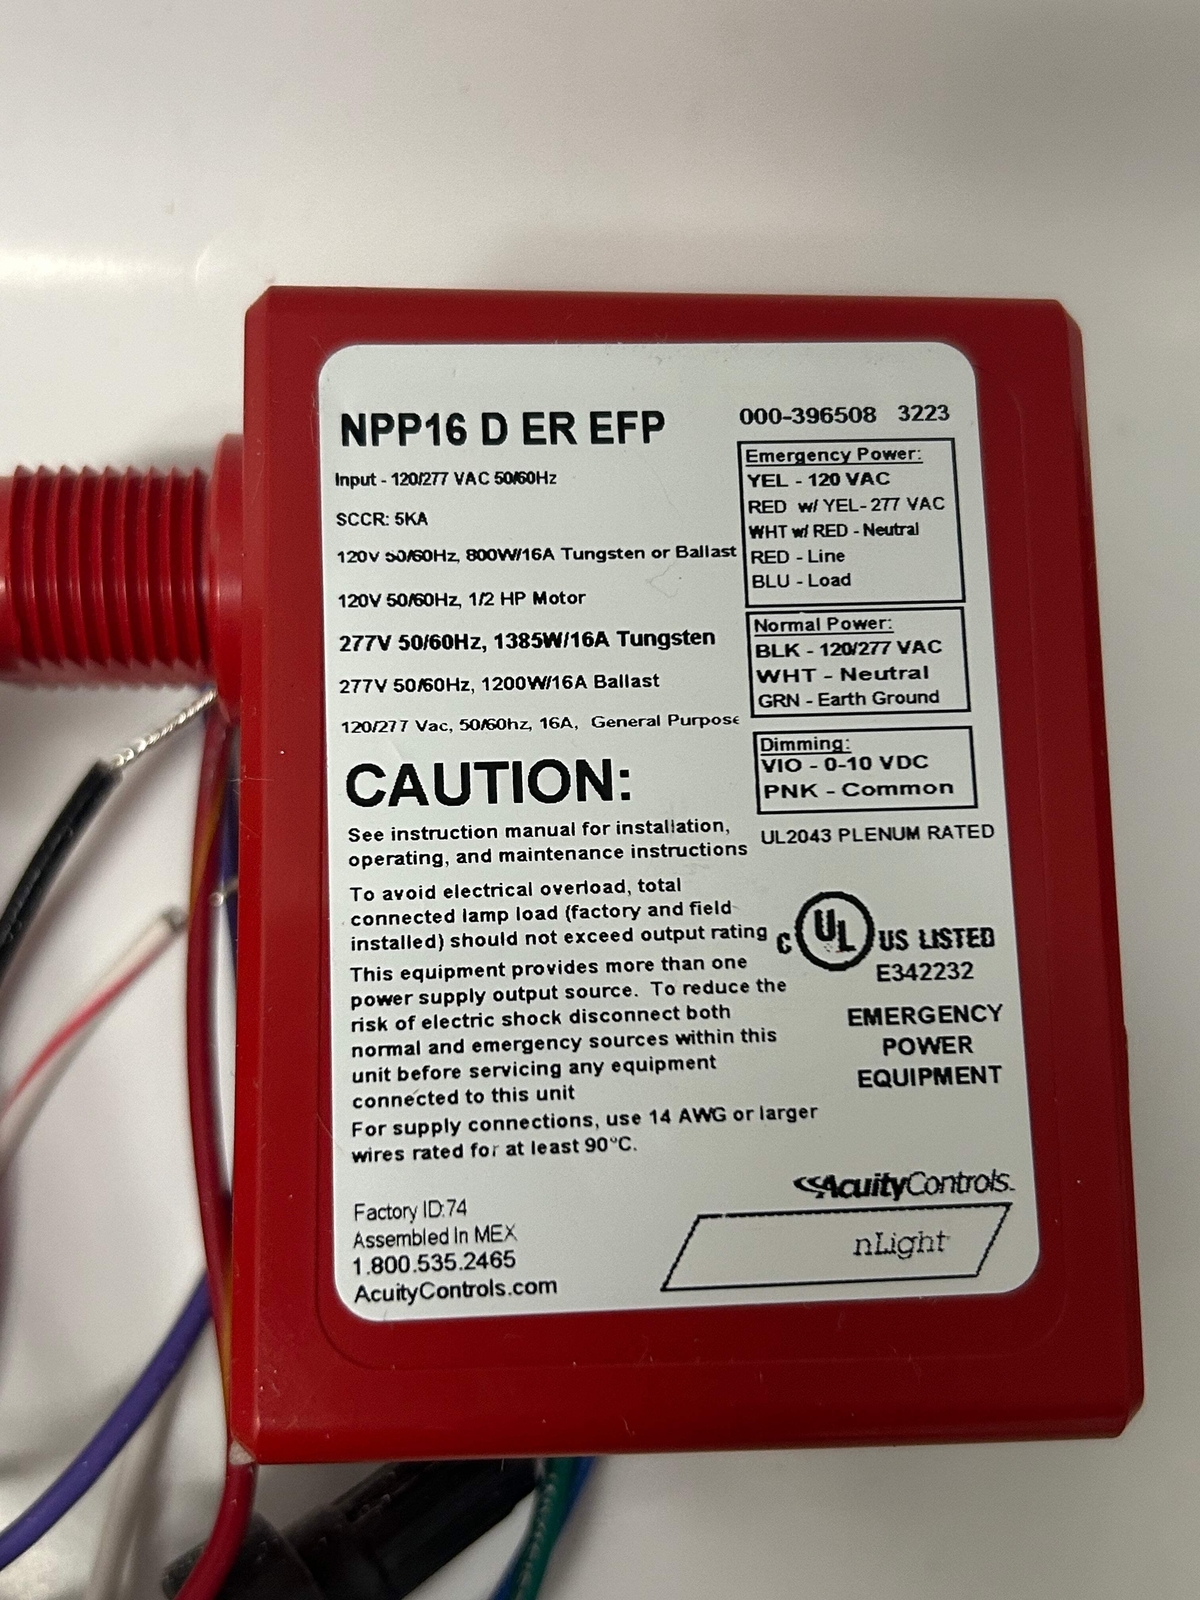 NPP16 D ER EFP
000-396508 3223
Input - 120/277 VAC 50/60Hz
SCCR: 5KA
120V 50/60Hz, 800W/16A Tungsten or Ballast
120V 50/60Hz, 1/2 HP Motor
277V 50/60Hz, 1385W/16A Tungsten
277V 50/60Hz, 1200W/16A Ballast
120/277 Vac, 50/60hz, 16A, General Purpose
Emergency Power:
YEL - 120 VAC
RED w/ YEL- 277 VAC
WHT w/ RED - Neutral
RED - Line
BLU - Load
Normal Power:
BLK - 120/277 VAC
WHT - Neutral
GRN - Earth Ground
Dimming:
VIO - 0-10 VDC
PNK - Common
UL2043 PLENUM RATED
CAUTION:
See instruction manual for installation,
operating, and maintenance instructions
To avoid electrical overload, total
connected lamp load (factory and field
installed) should not exceed output rating
This equipment provides more than one
power supply output source. To reduce the
risk of electric shock disconnect both
normal and emergency sources within this
unit before servicing any equipment
connected to this unit
For supply connections, use 14 AWG or larger
wires rated for at least 90°C.
C UL US LISTED
E342232
EMERGENCY
POWER
EQUIPMENT
Factory ID:74
Assembled In MEX
1.800.535.2465
AcuityControls.com
AcuityControls.
nLight